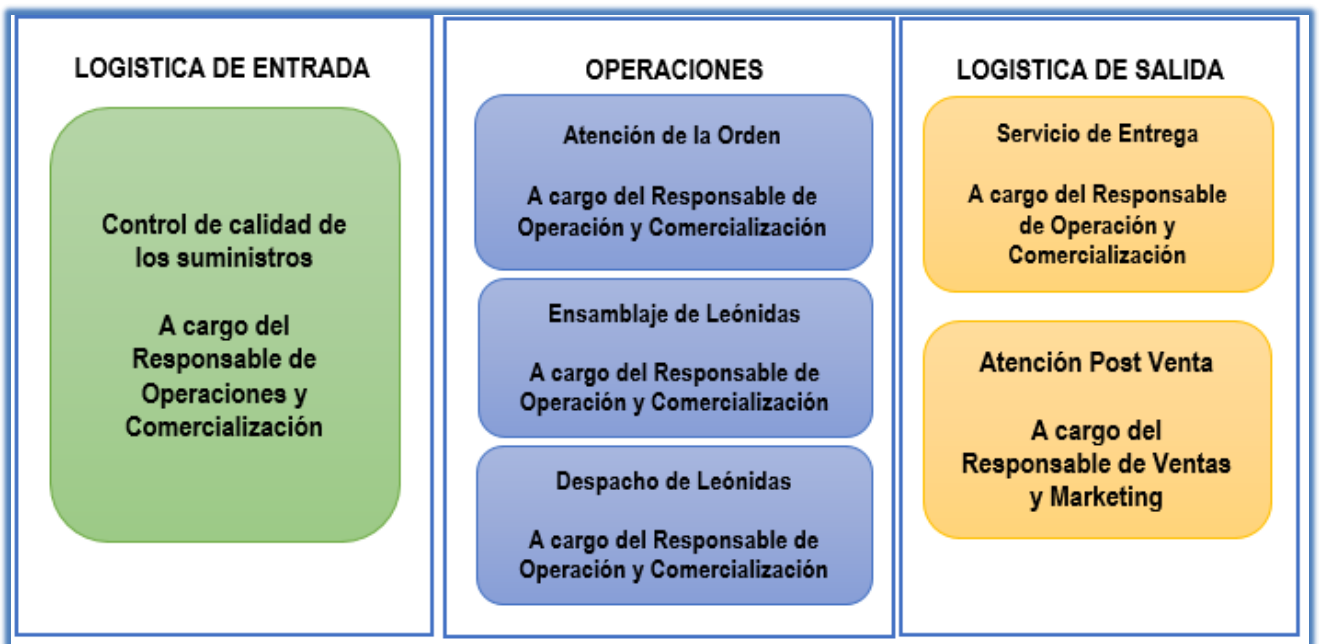 LOGISTICA DE ENTRADA
Control de calidad de
los suministros
A cargo del
Responsable de
Operaciones y
Comercialización
OPERACIONES
Atención de la Orden
A cargo del Responsable de
Operación y Comercialización
Ensamblaje de Leónidas
A cargo del Responsable de
Operación y Comercialización
Despacho de Leónidas
A cargo del Responsable de
Operación y Comercialización
LOGISTICA DE SALIDA
Servicio de Entrega
A cargo del Responsable
de Operación y
Comercialización
Atención Post Venta
A cargo del
Responsable de Ventas
y Marketing